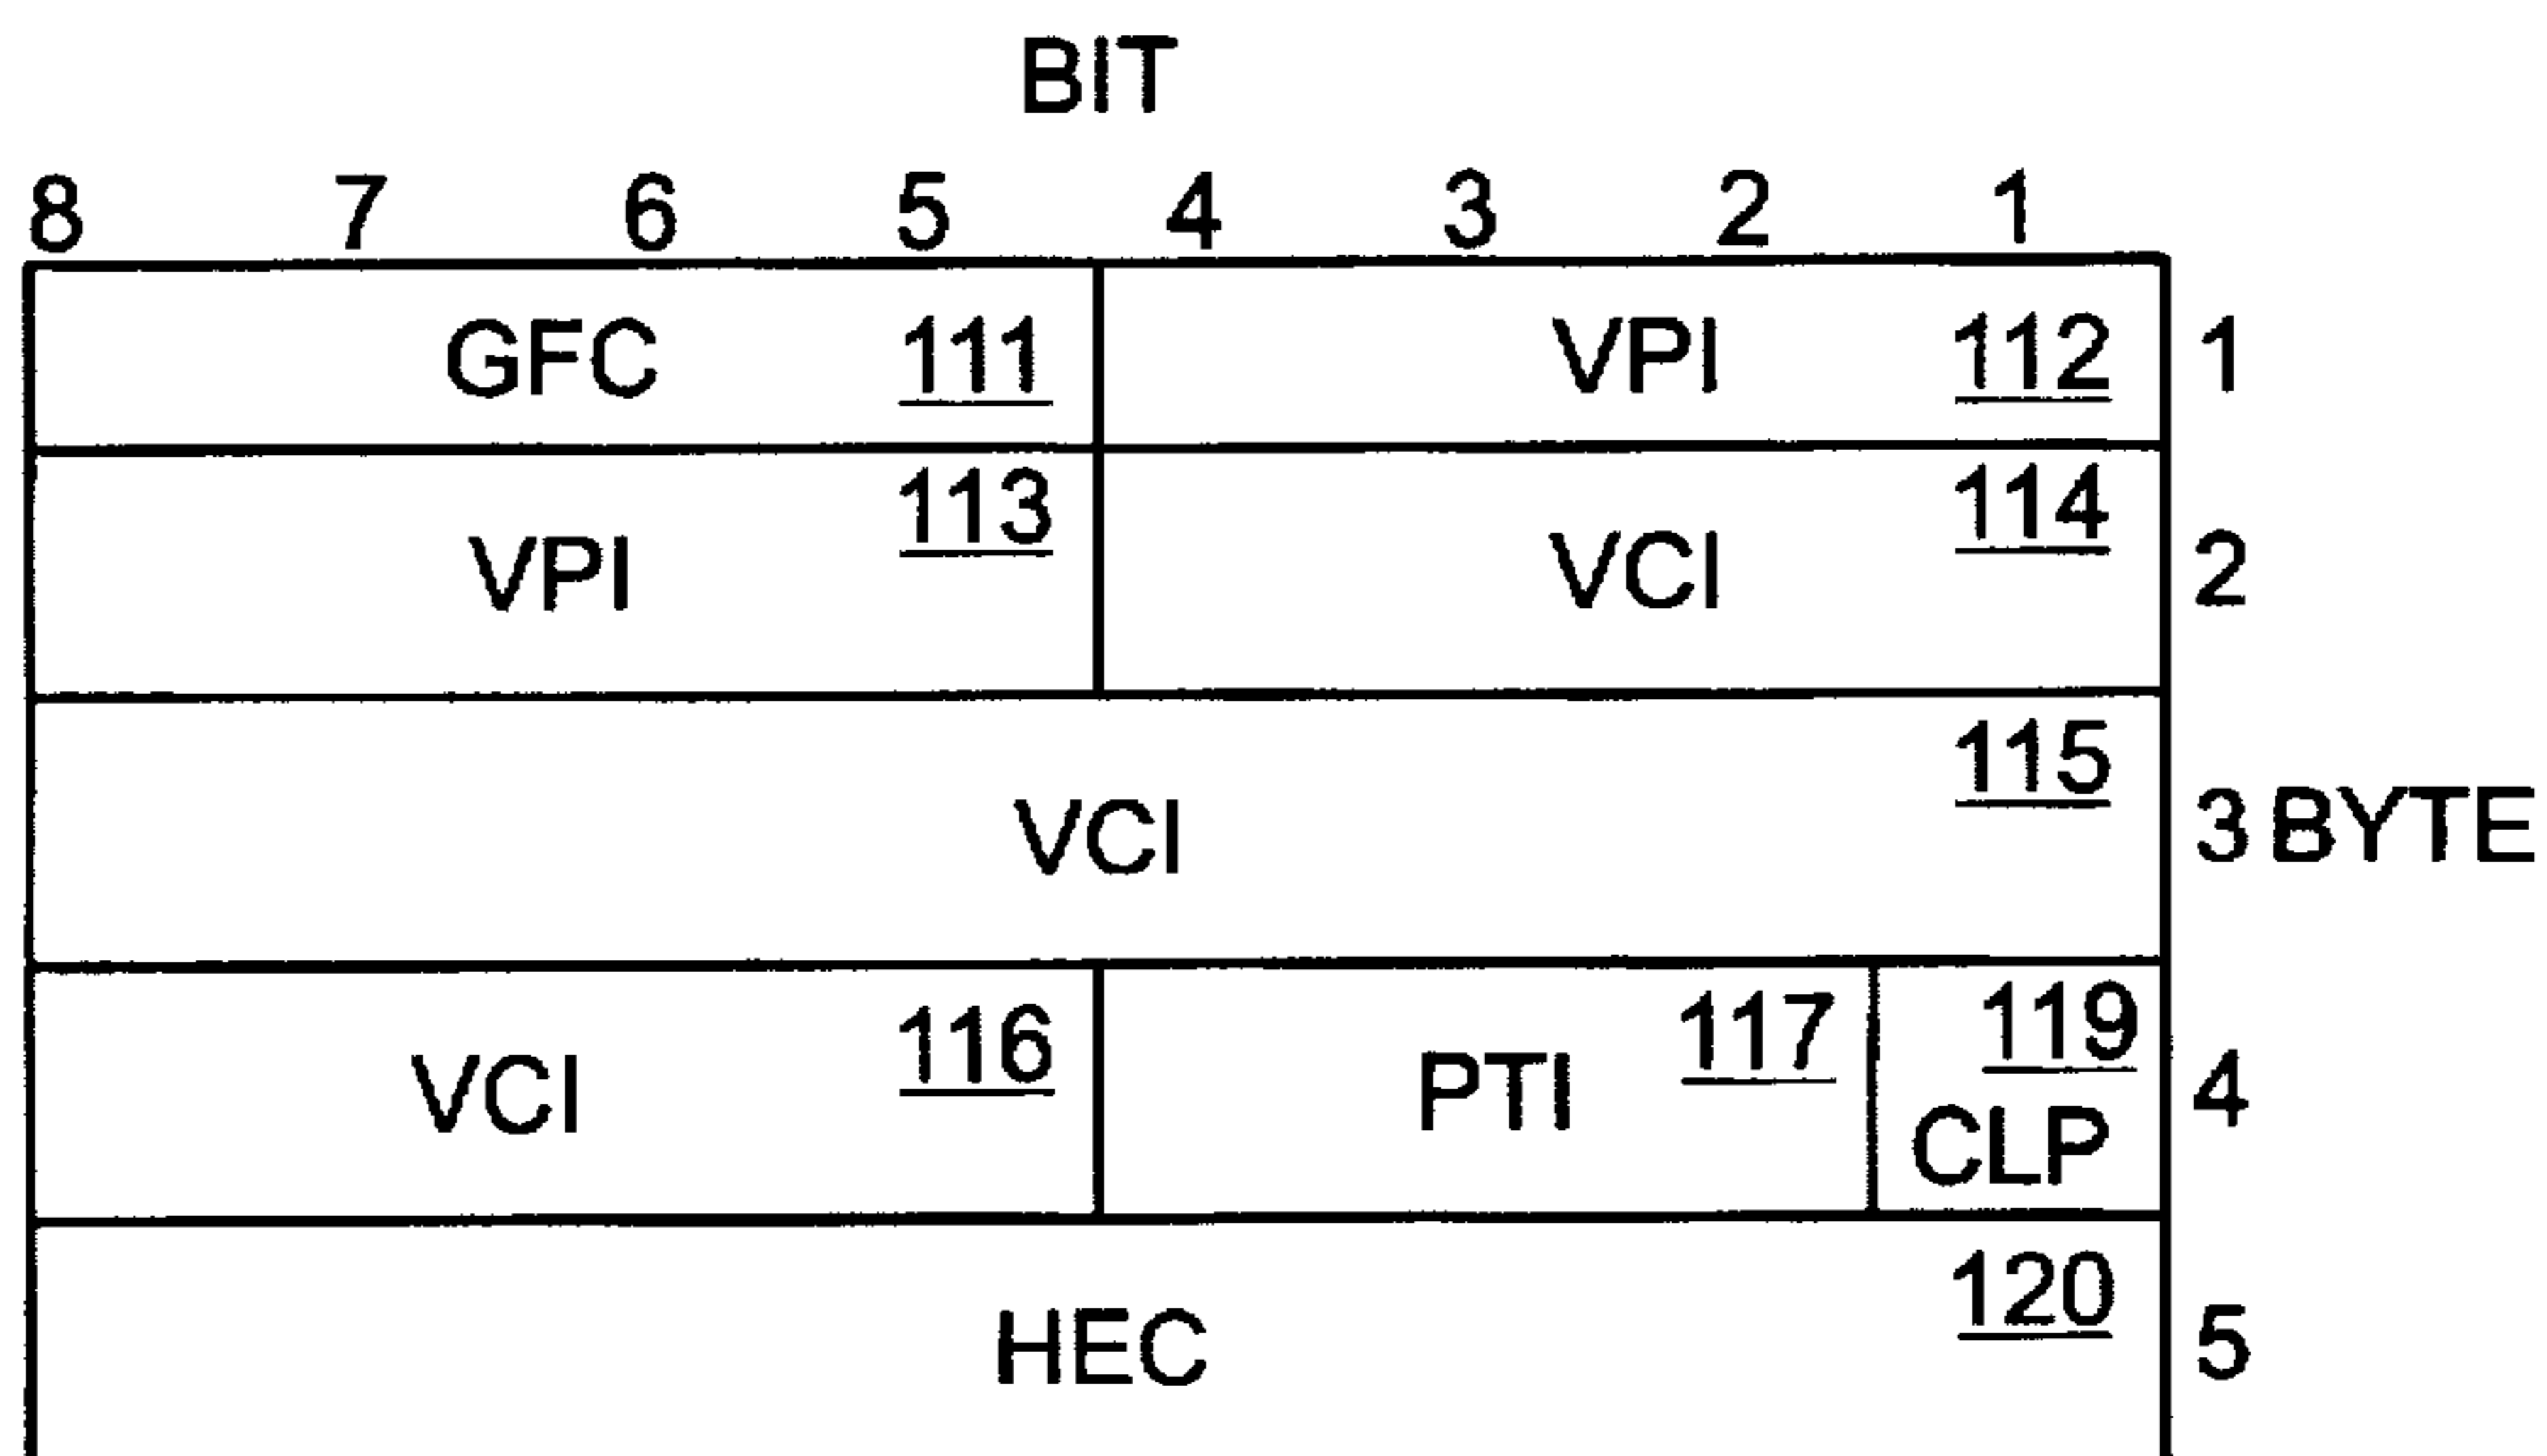 BIT
8 7 6 5 4 3 2 1
GFC 111 VPI 112 1
VPI 113 VCI 114 2
VCI 115 3 BYTE
VCI 116 PTI 117 CLP 119 4
HEC 120 5